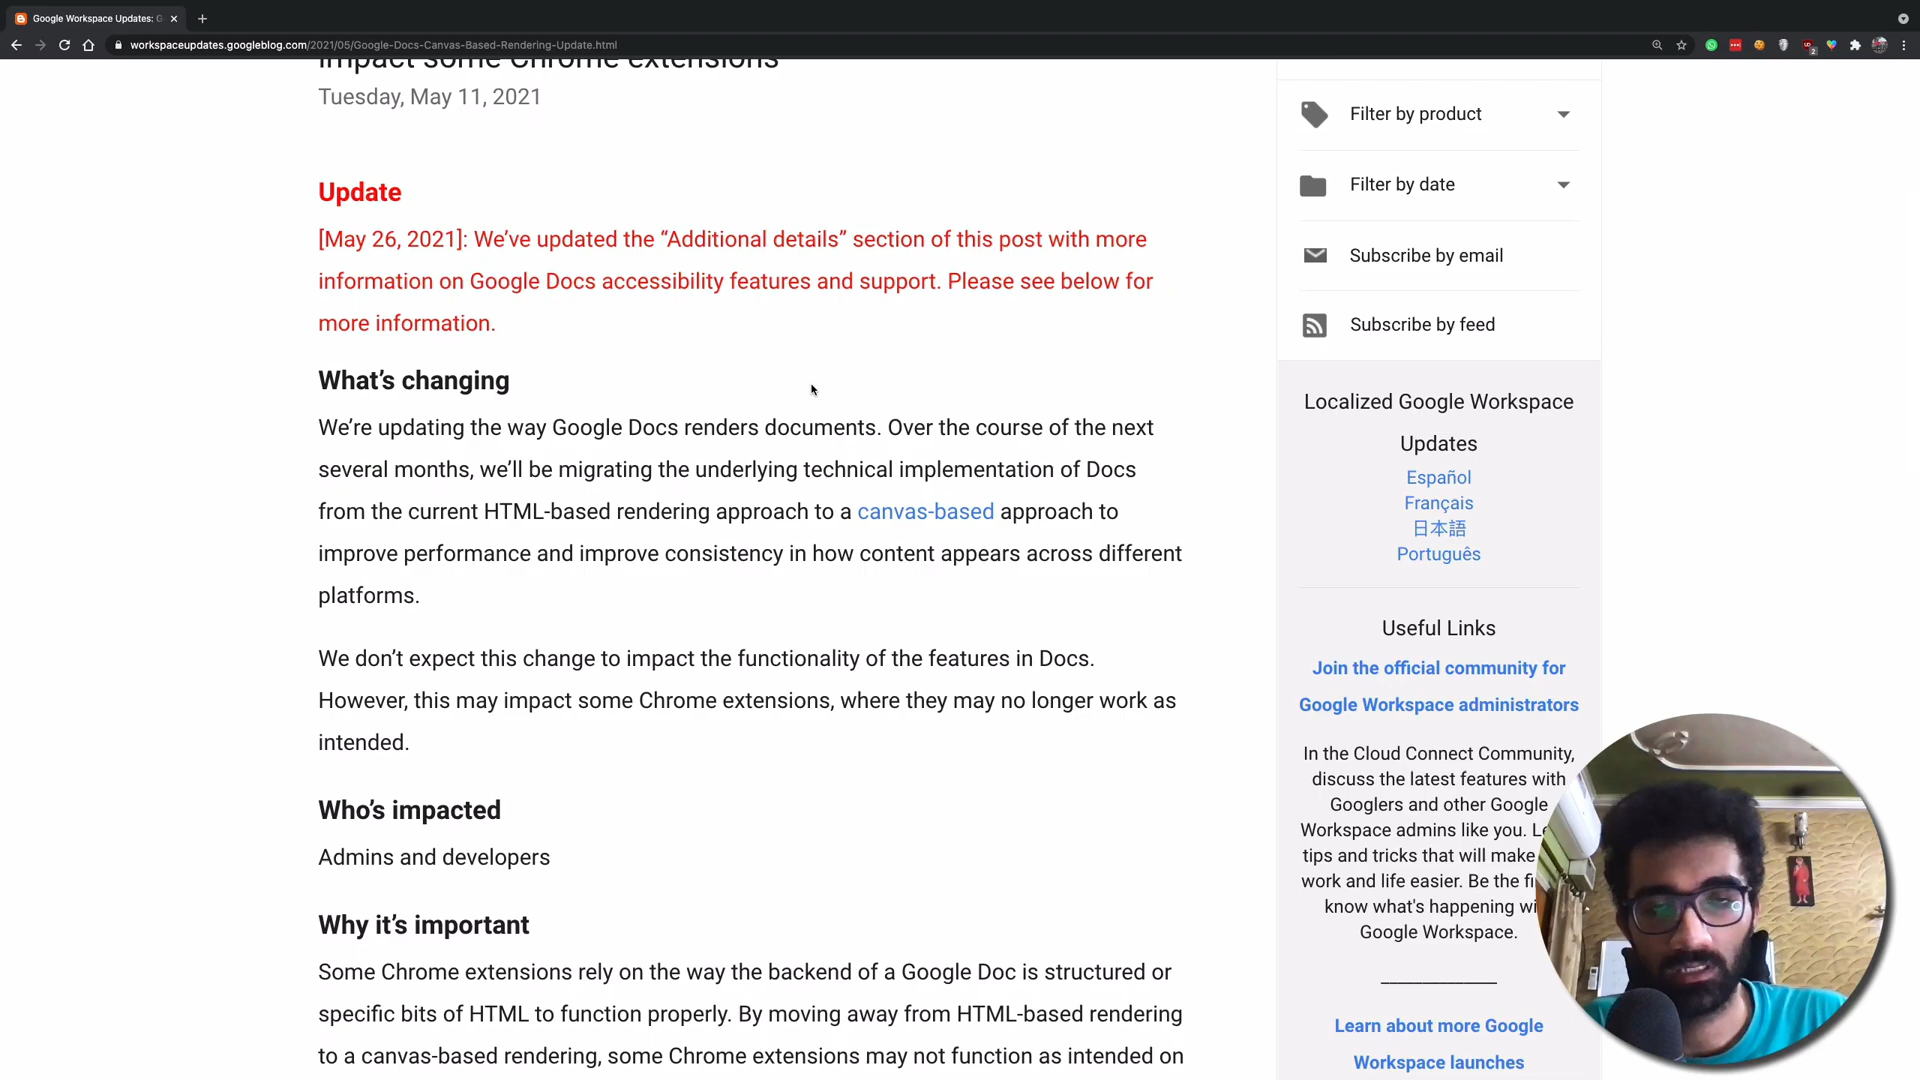 Google Workspace Updates: G
workspaceupdates.googleblog.com/2021/05/Google-Docs-Canvas-Based-Rendering-Update.html
impact some Chrome extensions
Tuesday, May 11, 2021
Update
[May 26, 2021]: We’ve updated the “Additional details” section of this post with more
information on Google Docs accessibility features and support. Please see below for
more information.
What’s changing
We’re updating the way Google Docs renders documents. Over the course of the next
several months, we’ll be migrating the underlying technical implementation of Docs
from the current HTML-based rendering approach to a canvas-based approach to
improve performance and improve consistency in how content appears across different
platforms.
We don’t expect this change to impact the functionality of the features in Docs.
However, this may impact some Chrome extensions, where they may no longer work as
intended.
Who’s impacted
Admins and developers
Why it’s important
Some Chrome extensions rely on the way the backend of a Google Doc is structured or
specific bits of HTML to function properly. By moving away from HTML-based rendering
to a canvas-based rendering, some Chrome extensions may not function as intended on
Filter by product
Filter by date
Subscribe by email
Subscribe by feed
Localized Google Workspace
Updates
Español
Français
日本語
Português
Useful Links
Join the official community for
Google Workspace administrators
In the Cloud Connect Community,
discuss the latest features with
Googlers and other Google
Workspace admins like you.
tips and tricks that will make
work and life easier. Be the
know what's happening
Google Workspace.
Learn about more Google
Workspace launches